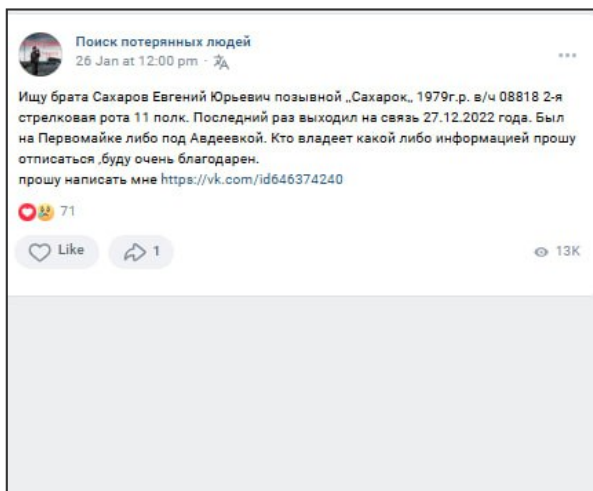 Поиск потерянных людей
26 Jan at 12:00 pm ·
Ищу брата Сахаров Евгений Юрьевич позывной ,,Сахарок,, 1979г.р. в/ч 08818 2-я
стрелковая рота 11 полк. Последний раз выходил на связь 27.12.2022 года. Был
на Первомайке либо под Авдеевкой. Кто владеет какой либо информацией прошу
отписаться ,буду очень благодарен.
прошу написать мне https://vk.com/id646374240
71
Like 1 13K